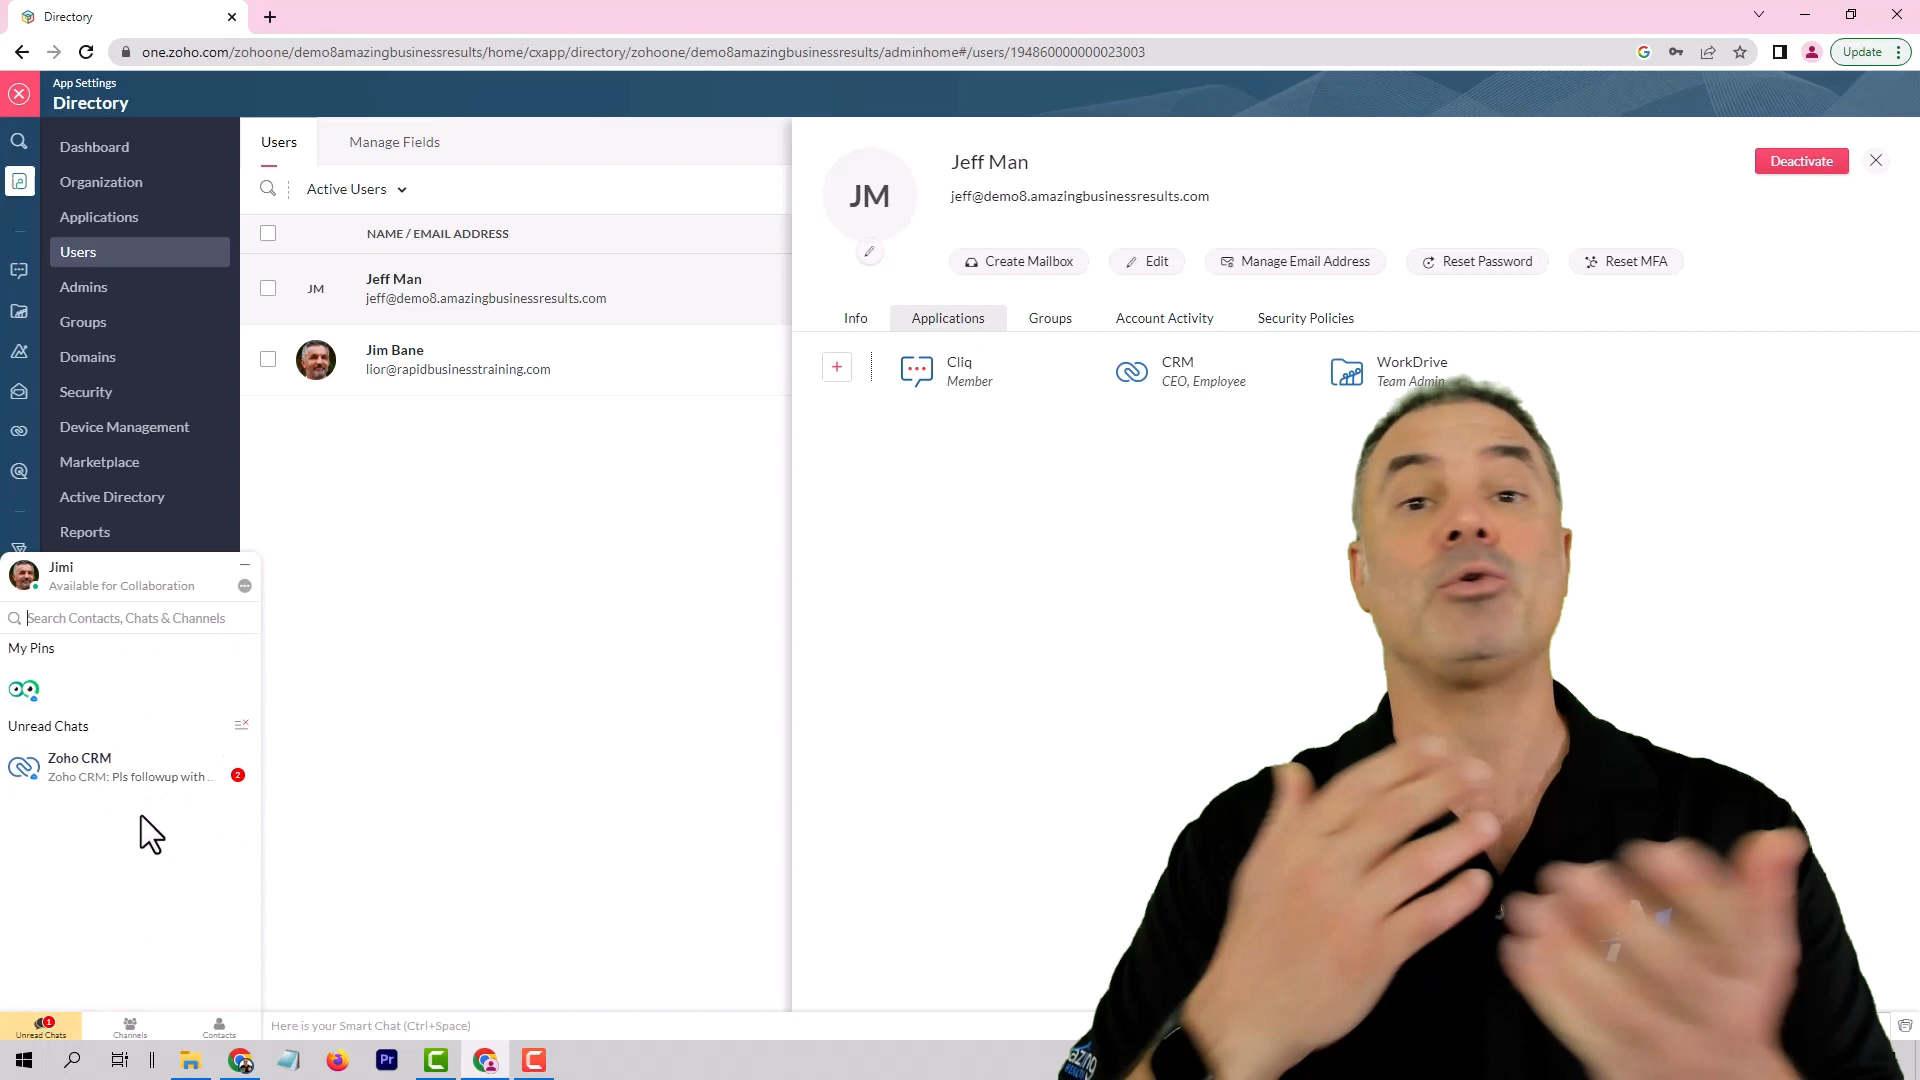 Directory
one.zoho.com/zohoone/demo8amazingbusinessresults/home/cxapp/directory/zohoone/demo8amazingbusinessresults/adminhome#/users/194860000000023003
Update
App Settings
Directory
Dashboard
Organization
Applications
Users
Admins
Groups
Domains
Security
Device Management
Marketplace
Active Directory
Reports
Users
Manage Fields
Active Users
NAME / EMAIL ADDRESS
JM
Jeff Man
jeff@demo8.amazingbusinessresults.com
Jim Bane
lior@rapidbusinesstraining.com
JM
Jeff Man
jeff@demo8.amazingbusinessresults.com
Deactivate
Create Mailbox
Edit
Manage Email Address
Reset Password
Reset MFA
Info
Applications
Groups
Account Activity
Security Policies
Cliq
Member
CRM
CEO, Employee
WorkDrive
Team Admin
Jimi
Available for Collaboration
Search Contacts, Chats & Channels
My Pins
Unread Chats
Zoho CRM
Zoho CRM: Pls followup with ...
2
1
Unread Chats
Channels
Contacts
Here is your Smart Chat (Ctrl+Space)
Pr